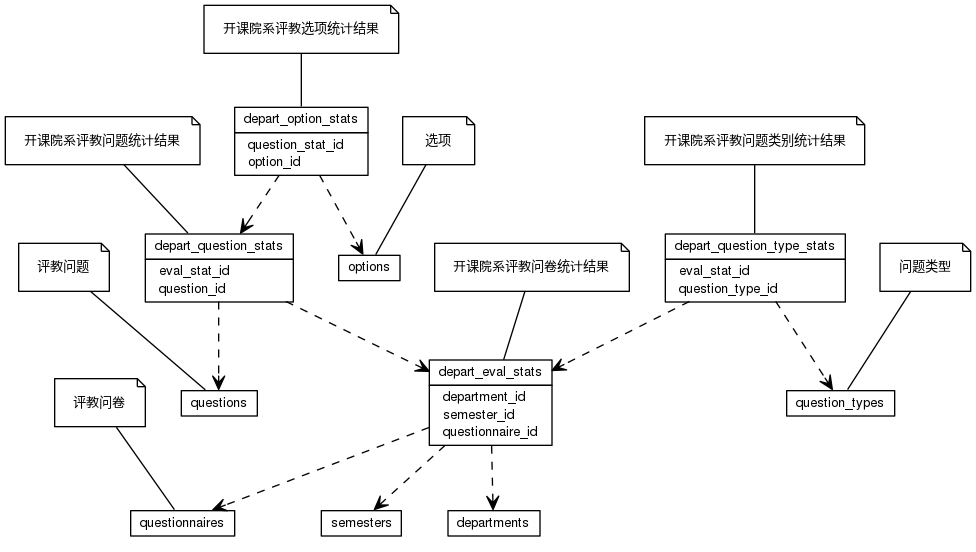 开课院系评教选项统计结果
depart_option_stats
question_stat_id
option_id
开课院系评教问题统计结果
选项
开课院系评教问题类别统计结果
depart_question_stats
eval_stat_id
question_id
options
depart_question_type_stats
eval_stat_id
question_type_id
评教问题
开课院系评教问卷统计结果
问题类型
depart_eval_stats
department_id
semester_id
questionnaire_id
questions
question_types
评教问卷
questionnaires
semesters
departments